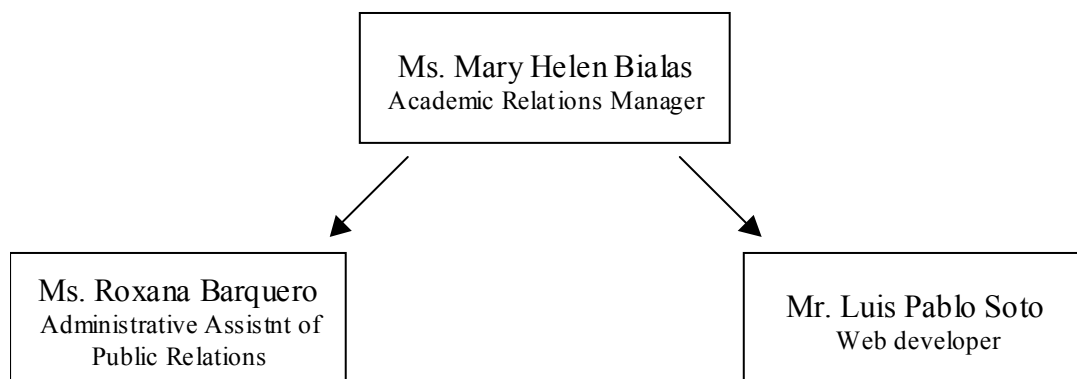 Ms. Mary Helen Bialas
Academic Relations Manager
Ms. Roxana Barquero
Administrative Assistnt of
Public Relations
Mr. Luis Pablo Soto
Web developer